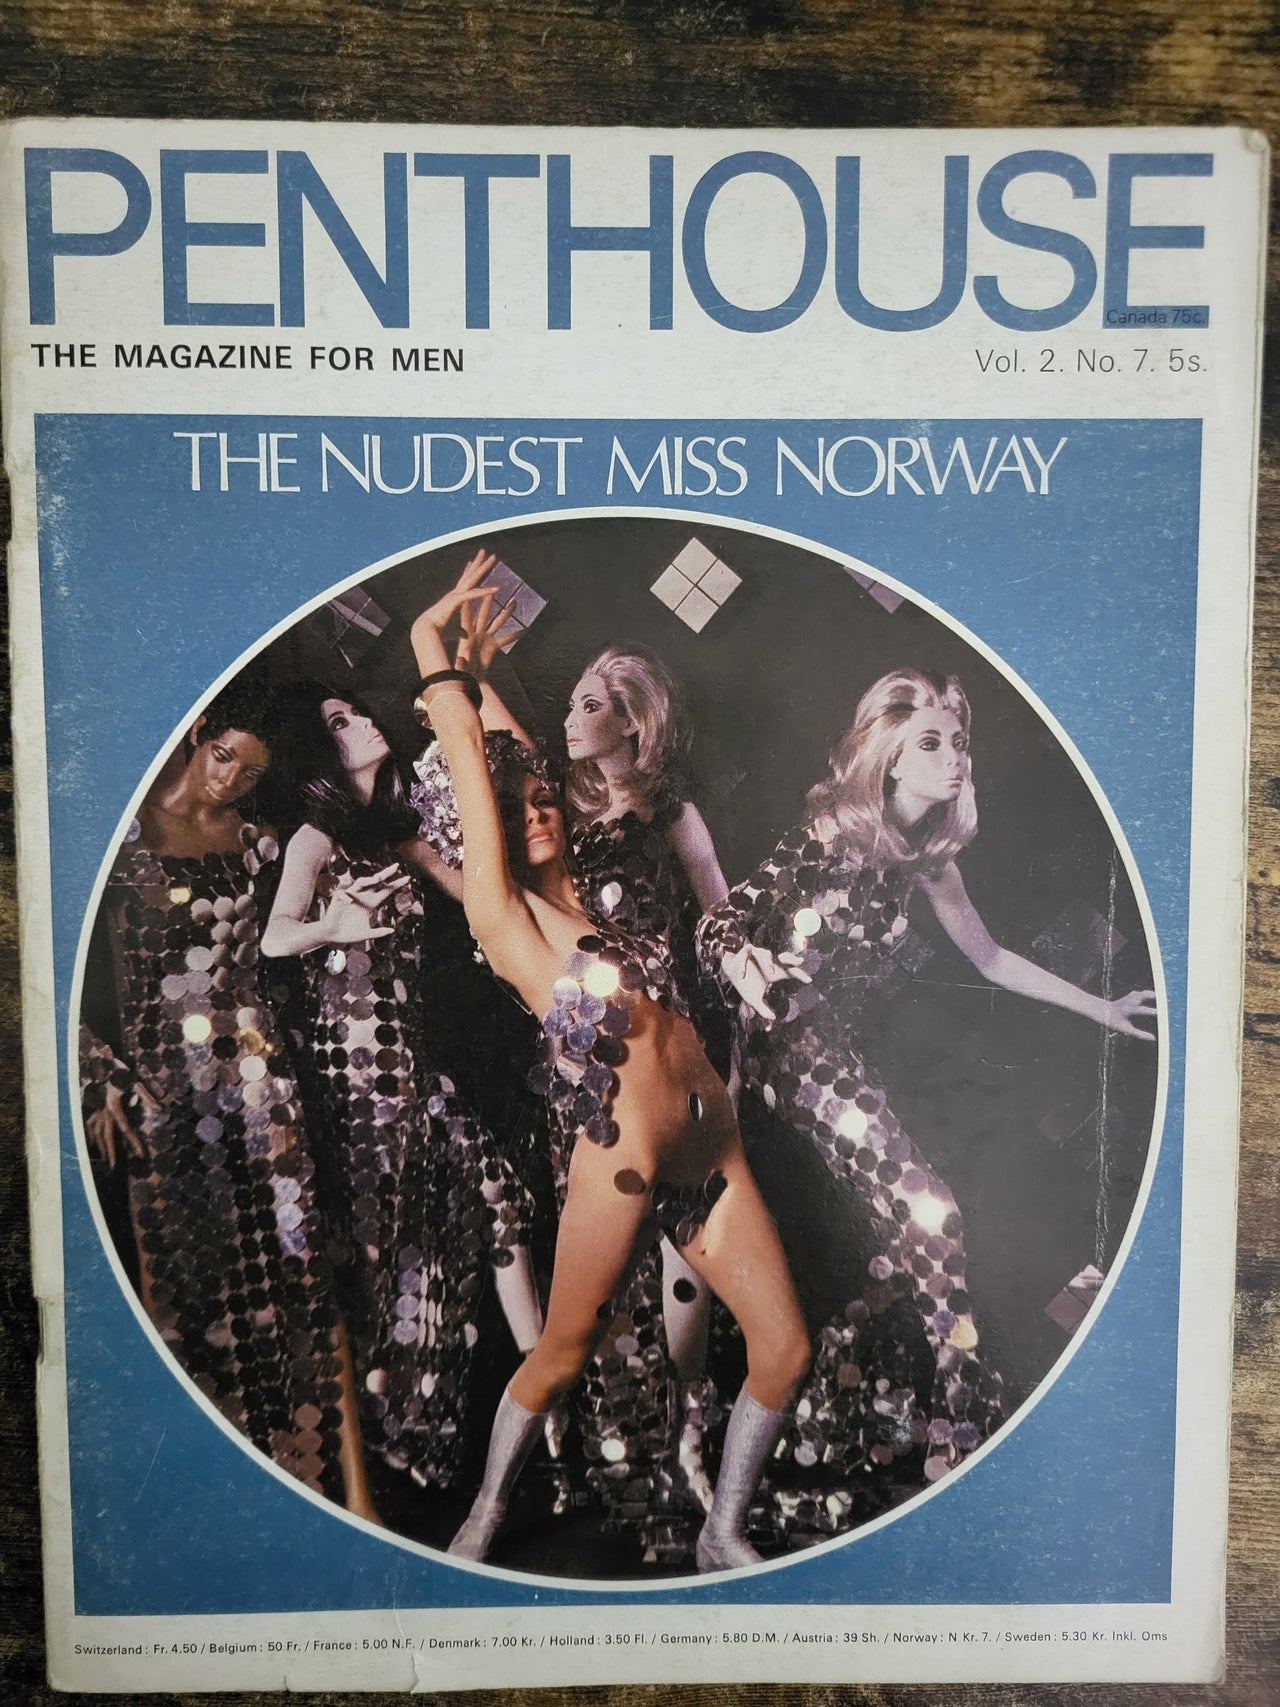 PENTHOUSE
Canada 75c.
THE MAGAZINE FOR MEN
Vol. 2. No. 7. 5s.
THE NUDEST MISS NORWAY
Switzerland: Fr. 4.50 / Belgium: 50 Fr. / France: 5.00 N.F. / Denmark: 7.00 Kr. / Holland: 3.50 Fl. / Germany: 5.80 D.M. / Austria: 39 Sh. / Norway: N Kr. 7. / Sweden: 5.30 Kr. Inkl. Oms